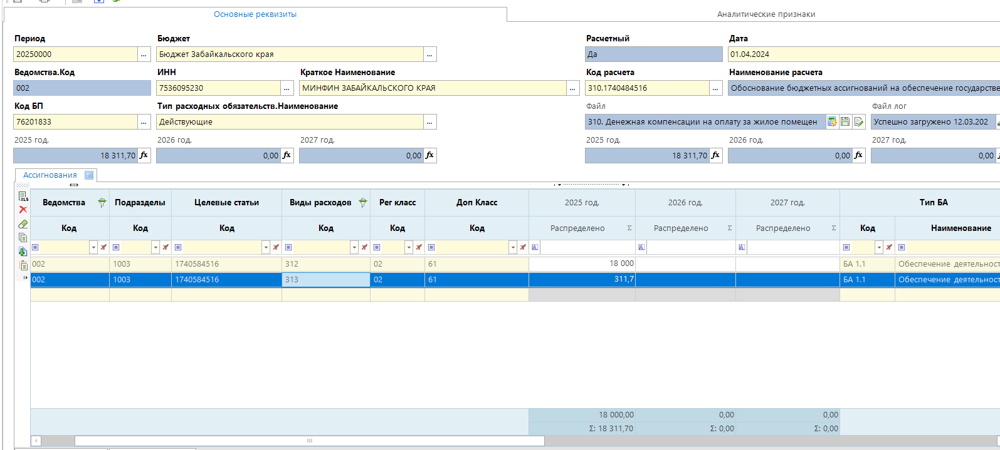 Основные реквизиты
Аналитические признаки
Период Бюджет Расчетный Дата
20250000 ... Бюджет Забайкальского края ... Да 01.04.2024
Ведомства.Код ИНН Краткое Наименование Код расчета Наименование расчета
002 7536095230 ... МИНФИН ЗАБАЙКАЛЬСКОГО КРАЯ ... 310.1740484516 ... Обоснование бюджетных ассигнований на обеспечение государстве
Код БП Тип расходных обязательств.Наименование Файл Файл лог
76201833 ... Действующие ... 310. Денежная компенсации на оплату за жилое помещен Успешно загружено 12.03.202
2025 год. 2026 год. 2027 год. 2025 год. 2026 год. 2027 год.
18 311,70 fx 0,00 fx 0,00 fx 18 311,70 fx 0,00 fx 0,00
Ассигнования
XLS
Ведомства Подразделы Целевые статьи Виды расходов Рег класс Доп Класс 2025 год. 2026 год. 2027 год. Тип БА
Код Код Код Код Код Код Распределено Σ Распределено Σ Распределено Σ Код Наименование
002 1003 1740584516 312 02 61 18 000 БА 1.1 Обеспечение деятельност
002 1003 1740584516 313 02 61 311,7 БА 1.1 Обеспечение деятельност
18 000,00 0,00 0,00
Σ: 18 311,70 Σ: 0,00 Σ: 0,00